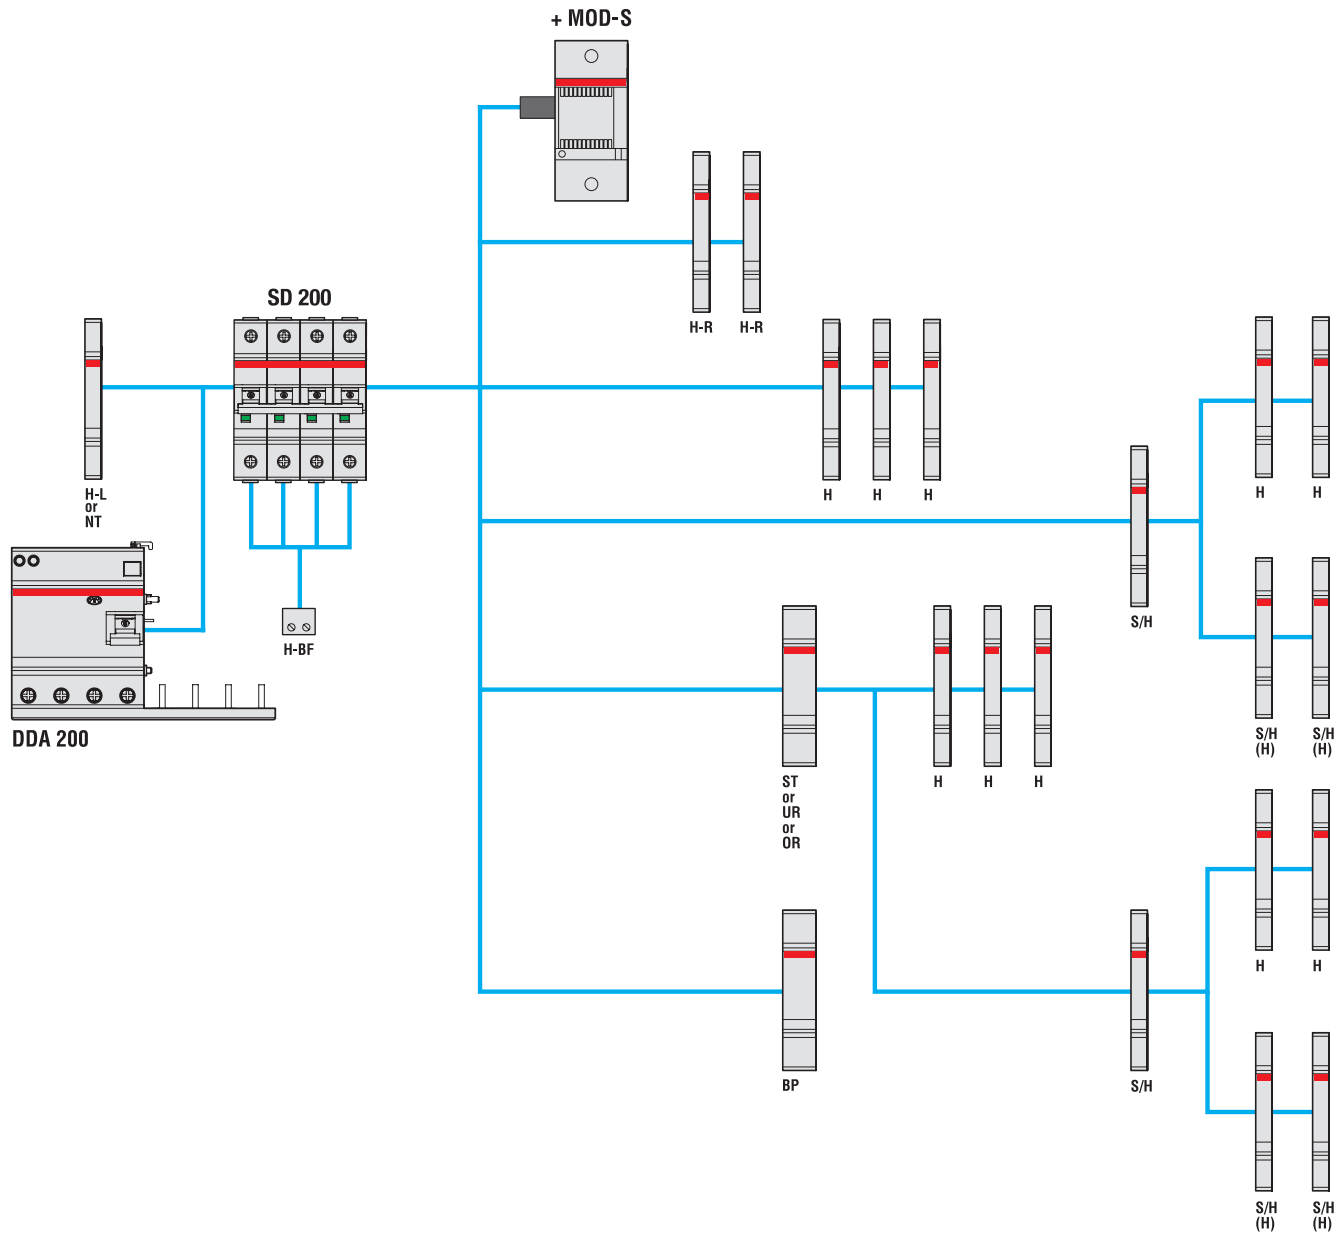 + MOD-S
H-R
H-R
SD 200
H-L
or
NT
H
H
H
H
H
S/H
H-BF
DDA 200
S/H
(H)
S/H
(H)
ST
or
UR
or
OR
H
H
H
H
H
BP
S/H
S/H
(H)
S/H
(H)